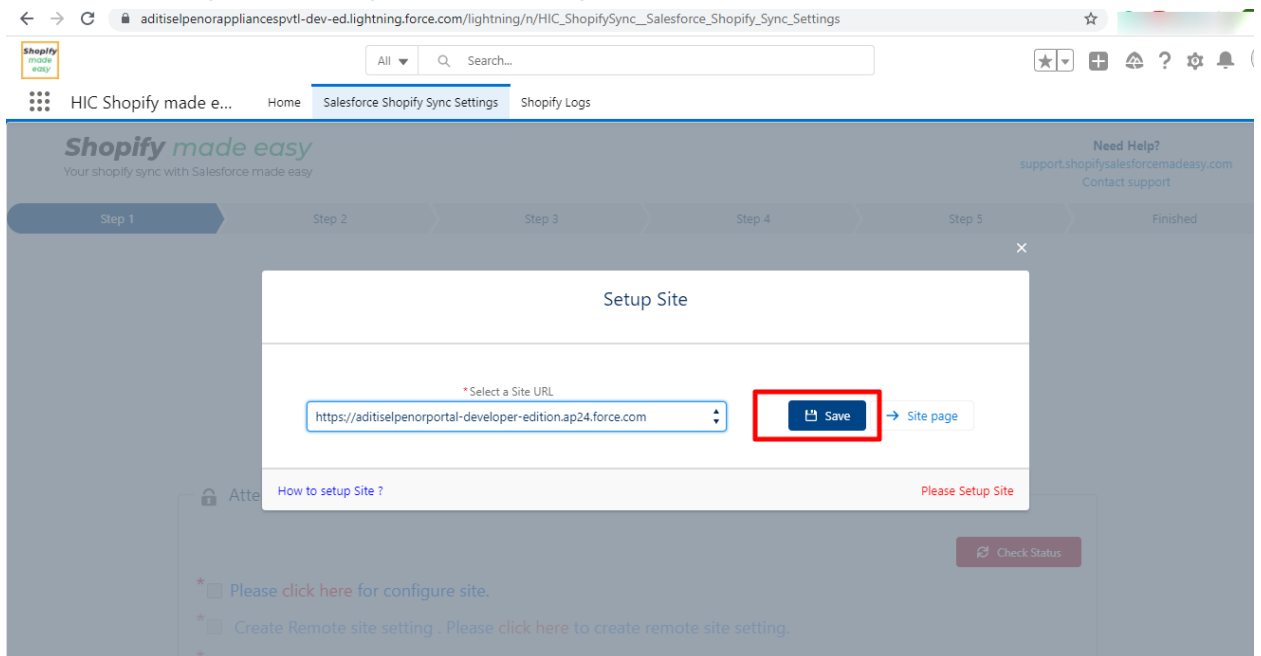 aditiselpenorappliancespvtl-dev-ed.lightning.force.com/lightning/n/HIC_ShopifySync__Salesforce_Shopify_Sync_Settings
Shopify
made
easy
All
Search...
HIC Shopify made e...
Home
Salesforce Shopify Sync Settings
Shopify Logs
Shopify made easy
Your shopify sync with Salesforce made easy
Need Help?
support.shopifysalesforcemadeasy.com
Contact support
Step 1
Step 2
Step 3
Step 4
Step 5
Finished
Setup Site
*Select a Site URL
https://aditiselpenorportal-developer-edition.ap24.force.com
Save
Site page
How to setup Site ?
Please Setup Site
Atte
Check Status
* Please click here for configure site.
* Create Remote site setting . Please click here to create remote site setting.
*